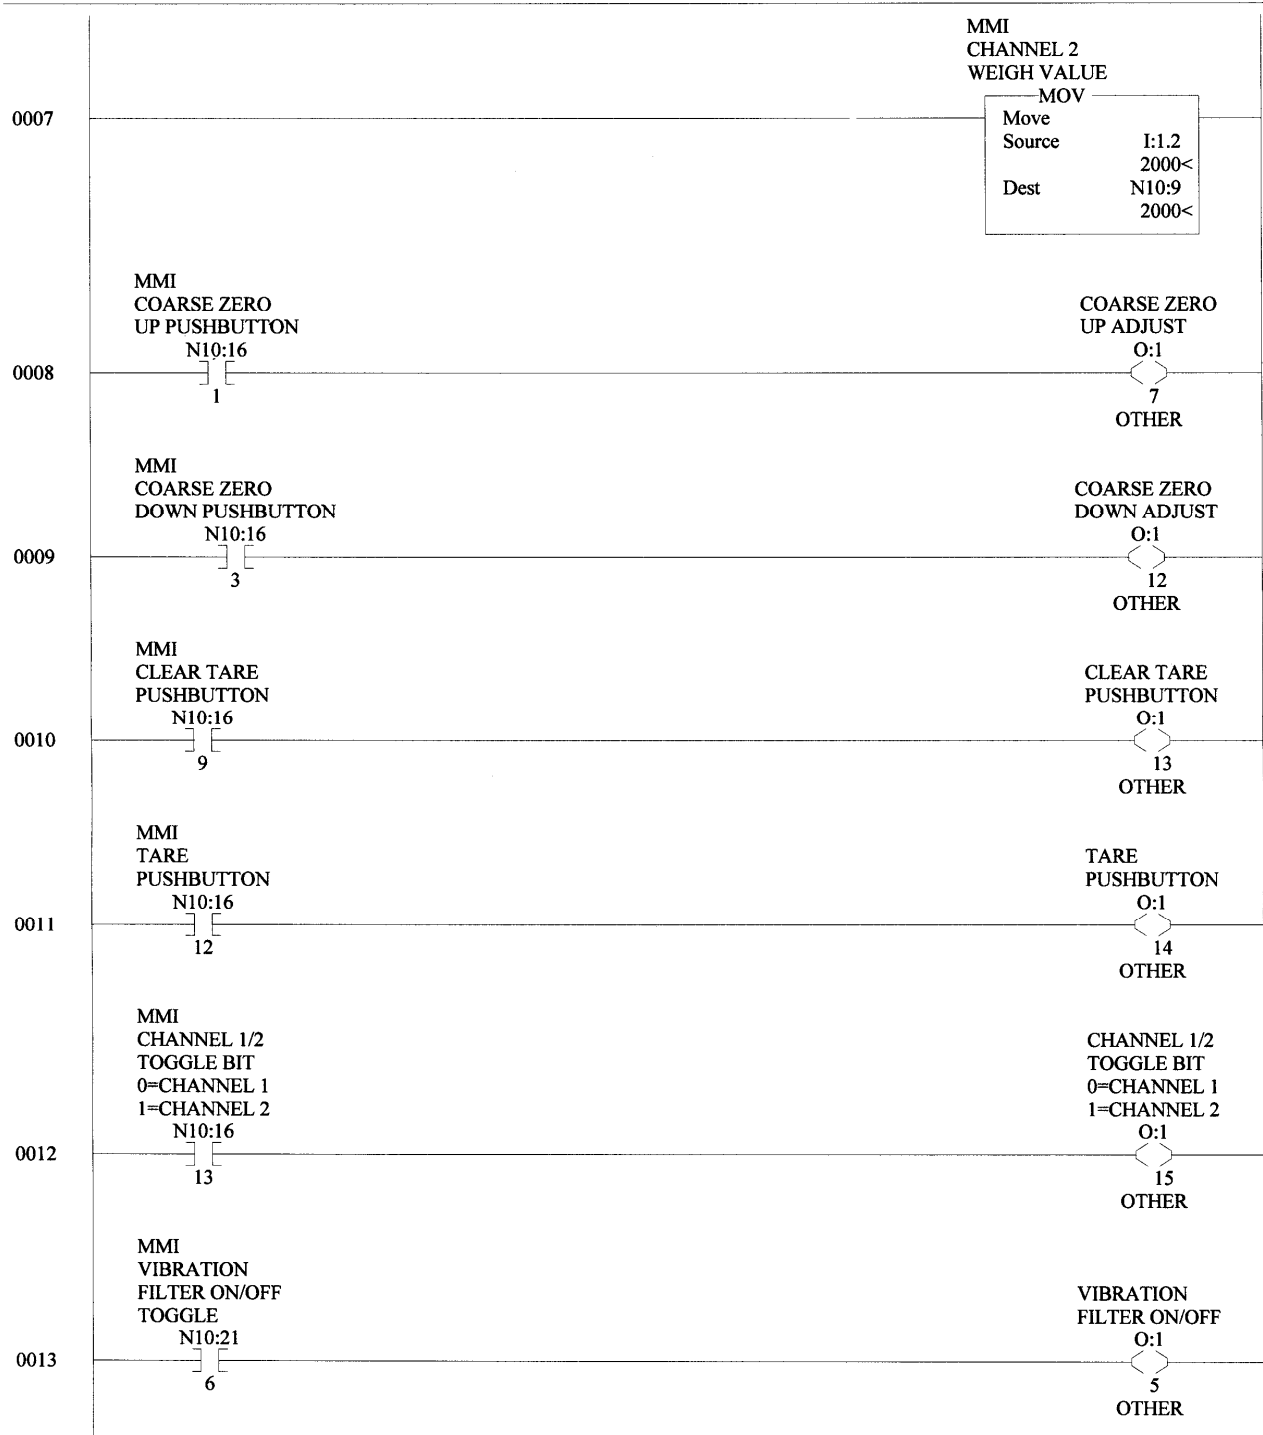 MMI
CHANNEL 2
WEIGH VALUE
MOV
0007
Move
Source I:1.2
2000<
Dest N10:9
2000<
MMI
COARSE ZERO
UP PUSHBUTTON
N10:16
COARSE ZERO
UP ADJUST
O:1
0008
1
7
OTHER
MMI
COARSE ZERO
DOWN PUSHBUTTON
N10:16
COARSE ZERO
DOWN ADJUST
O:1
0009
3
12
OTHER
MMI
CLEAR TARE
PUSHBUTTON
N10:16
CLEAR TARE
PUSHBUTTON
O:1
0010
9
13
OTHER
MMI
TARE
PUSHBUTTON
N10:16
TARE
PUSHBUTTON
O:1
0011
12
14
OTHER
MMI
CHANNEL 1/2
TOGGLE BIT
0=CHANNEL 1
1=CHANNEL 2
N10:16
CHANNEL 1/2
TOGGLE BIT
0=CHANNEL 1
1=CHANNEL 2
O:1
0012
13
15
OTHER
MMI
VIBRATION
FILTER ON/OFF
TOGGLE
N10:21
VIBRATION
FILTER ON/OFF
O:1
0013
6
5
OTHER